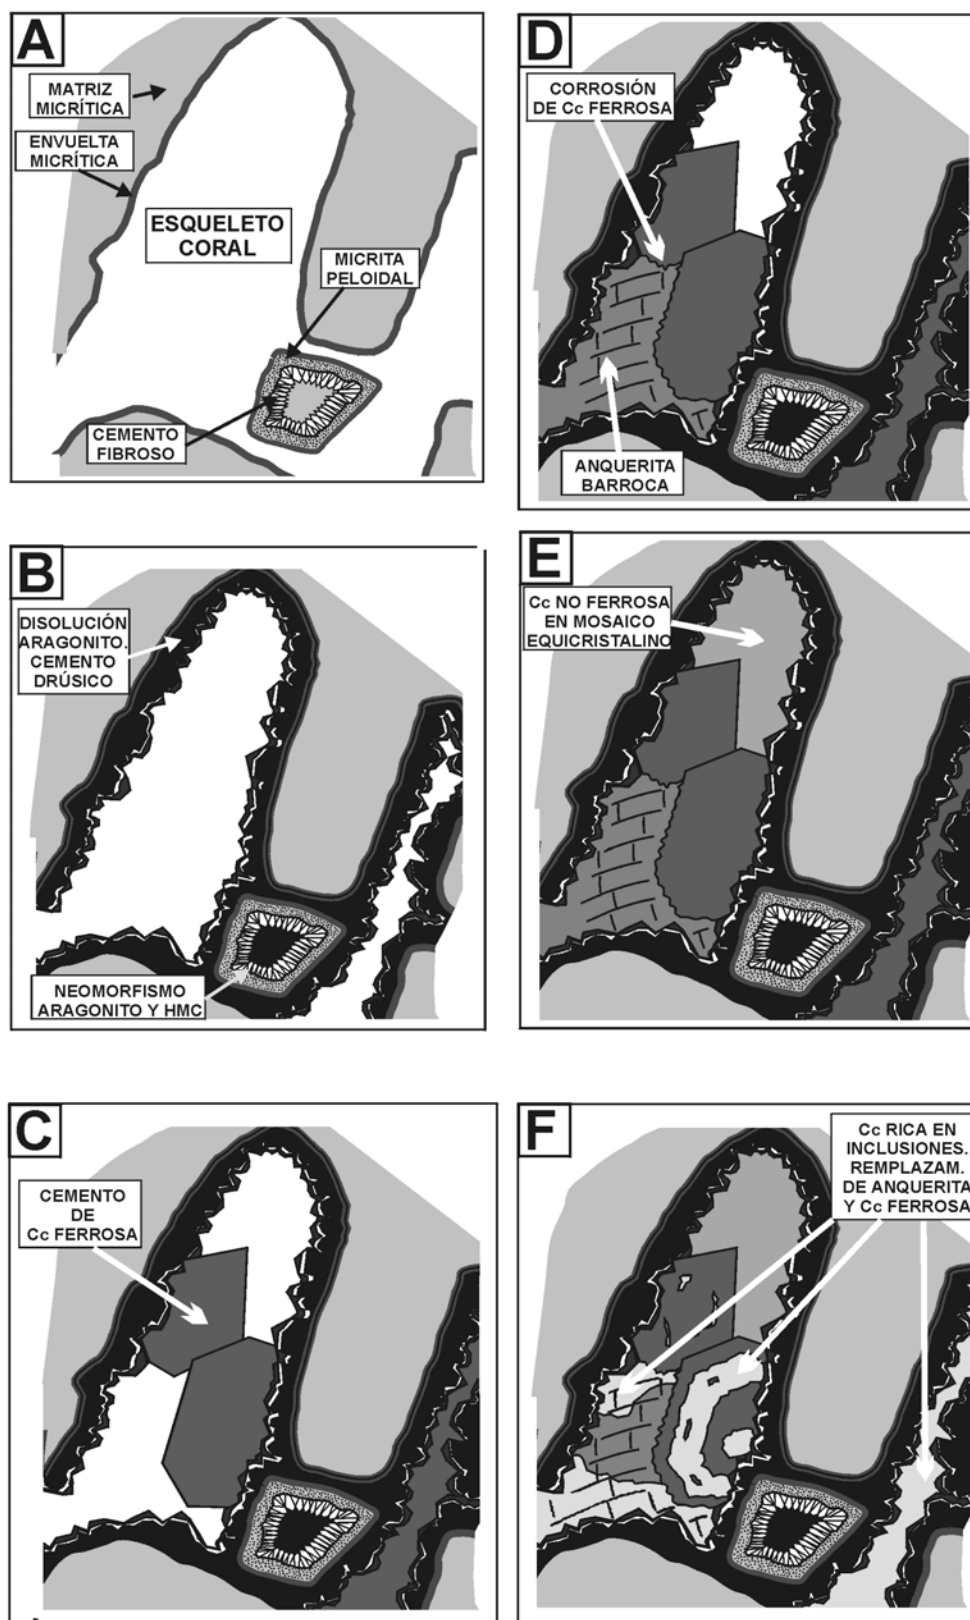 A
MATRIZ
MICRÍTICA
ENVUELTA
MICRÍTICA
ESQUELETO
CORAL
MICRITA
PELOIDAL
CEMENTO
FIBROSO
B
DISOLUCIÓN
ARAGONITO.
CEMENTO
DRÚSICO
NEOMORFISMO
ARAGONITO Y HMC
C
CEMENTO
DE
Cc FERROSA
D
CORROSIÓN
DE Cc FERROSA
ANQUERITA
BARROCA
E
Cc NO FERROSA
EN MOSAICO
EQUICRISTALINO
F
Cc RICA EN
INCLUSIONES.
REMPLAZAM.
DE ANQUERITA
Y Cc FERROSA